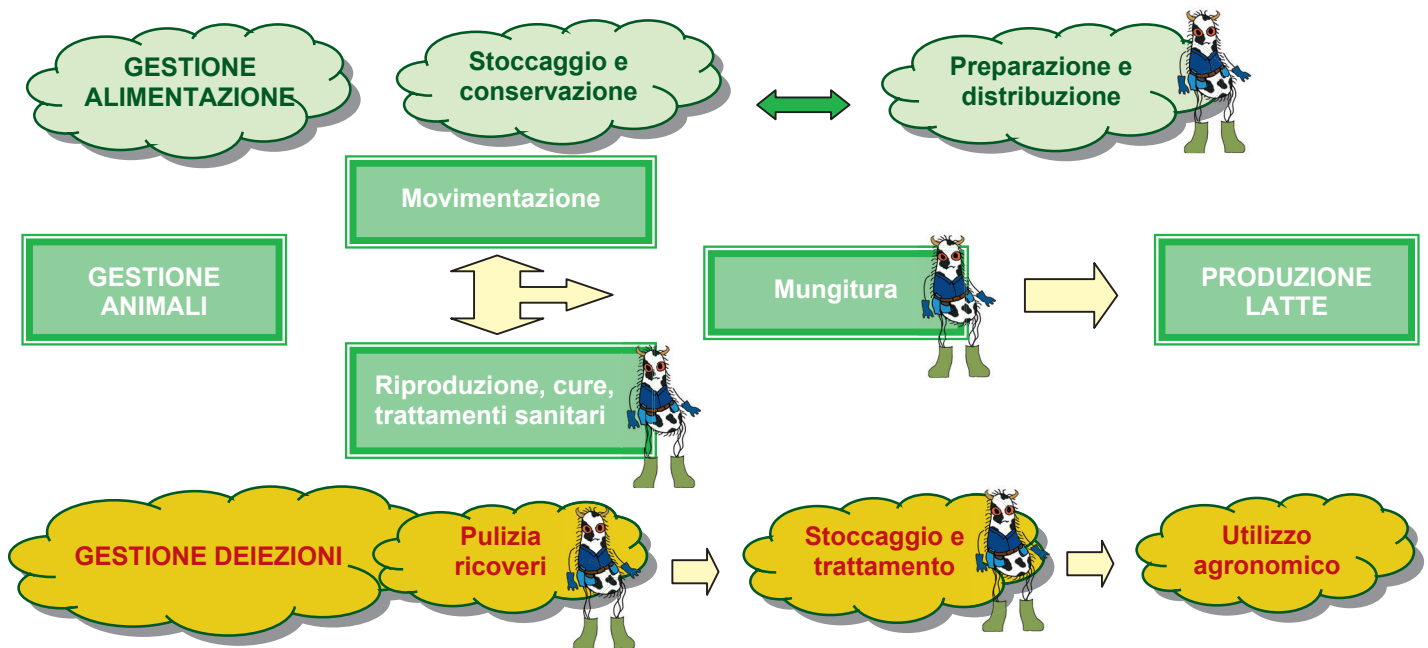 GESTIONE
ALIMENTAZIONE
Stoccaggio e
conservazione
Preparazione e
distribuzione
Movimentazione
GESTIONE
ANIMALI
Mungitura
PRODUZIONE
LATTE
Riproduzione, cure,
trattamenti sanitari
GESTIONE DEIEZIONI
Pulizia
ricoveri
Stoccaggio e
trattamento
Utilizzo
agronomico